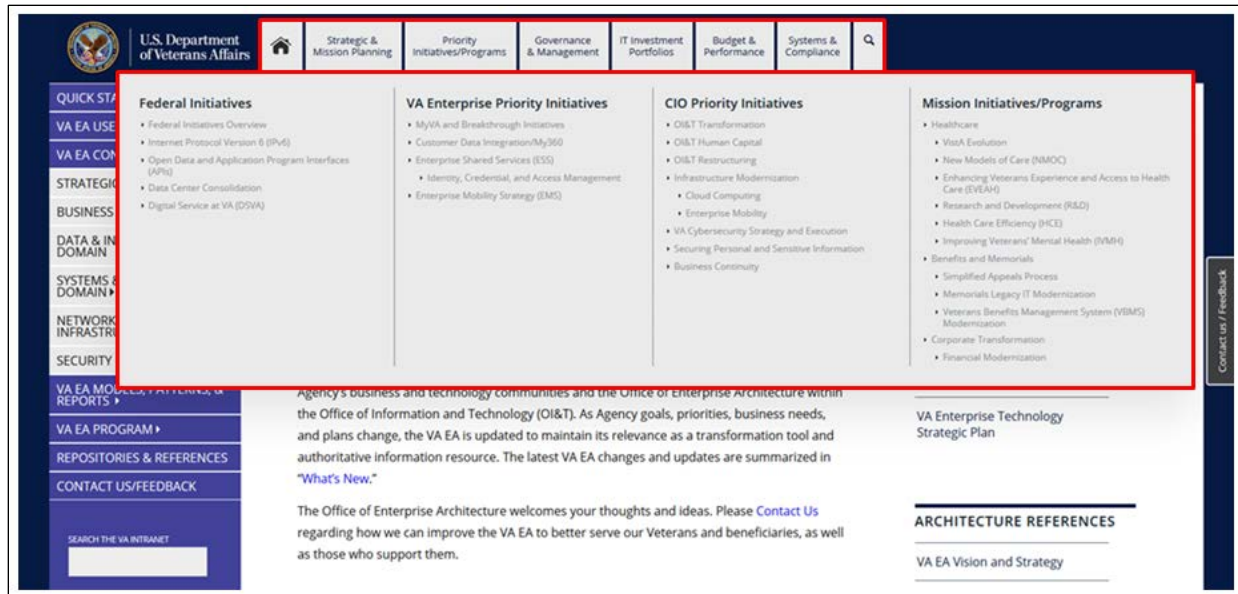 U.S. Department
of Veterans Affairs
Strategic &
Mission Planning
Priority
Initiatives/Programs
Governance
& Management
IT Investment
Portfolios
Budget &
Performance
Systems &
Compliance
QUICK STA
VA EA USE
VA EA CON
STRATEGIC
BUSINESS
DATA & IN
DOMAIN
SYSTEMS &
DOMAIN
NETWORK
INFRASTRU
SECURITY
VA EA MODELS, PATTERNS, &
REPORTS
VA EA PROGRAM
REPOSITORIES & REFERENCES
CONTACT US/FEEDBACK
SEARCH THE VA INTRANET
Federal Initiatives
Federal Initiatives Overview
Internet Protocol Version 6 (IPv6)
Open Data and Application Program Interfaces
(APIs)
Data Center Consolidation
Digital Service at VA (DSVA)
VA Enterprise Priority Initiatives
MyVA and Breakthrough Initiatives
Customer Data Integration/My360
Enterprise Shared Services (ESS)
Identity, Credential, and Access Management
Enterprise Mobility Strategy (EMS)
CIO Priority Initiatives
OI&T Transformation
OI&T Human Capital
OI&T Restructuring
Infrastructure Modernization
Cloud Computing
Enterprise Mobility
VA Cybersecurity Strategy and Execution
Securing Personal and Sensitive Information
Business Continuity
Mission Initiatives/Programs
Healthcare
VistA Evolution
New Models of Care (NMOC)
Enhancing Veterans Experience and Access to Health
Care (EVEAH)
Research and Development (R&D)
Health Care Efficiency (HCE)
Improving Veterans' Mental Health (IVMH)
Benefits and Memorials
Simplified Appeals Process
Memorials Legacy IT Modernization
Veterans Benefits Management System (VBMS)
Modernization
Corporate Transformation
Financial Modernization
Agency's business and technology communities and the Office of Enterprise Architecture within
the Office of Information and Technology (OI&T). As Agency goals, priorities, business needs,
and plans change, the VA EA is updated to maintain its relevance as a transformation tool and
authoritative information resource. The latest VA EA changes and updates are summarized in
"What's New."
The Office of Enterprise Architecture welcomes your thoughts and ideas. Please Contact Us
regarding how we can improve the VA EA to better serve our Veterans and beneficiaries, as well
as those who support them.
VA Enterprise Technology
Strategic Plan
ARCHITECTURE REFERENCES
VA EA Vision and Strategy
Contact us / Feedback